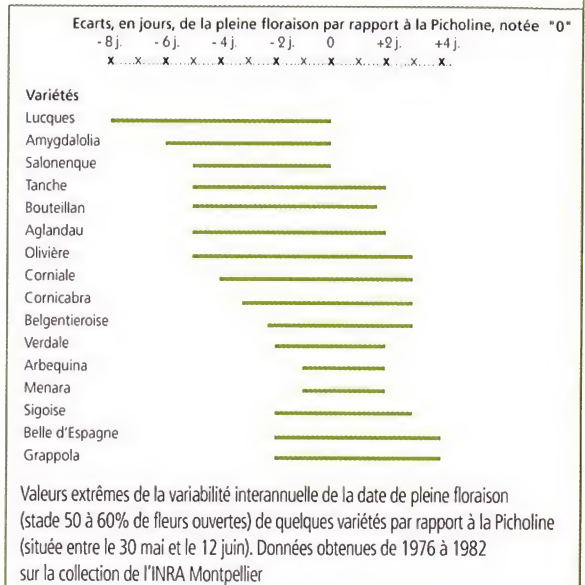 Ecarts, en jours, de la pleine floraison par rapport à la Picholine, notée "0"
- 8 j. - 6 j. - 4 j. - 2 j. 0 +2 j. +4 j.
x....x....x....x....x....x....x....x....x....x....x....x....x..
Variétés
Lucques
Amygdalolia
Salonenque
Tanche
Bouteillan
Aglandau
Olivière
Corniale
Cornicabra
Belgentieroise
Verdale
Arbequina
Menara
Sigoise
Belle d'Espagne
Grappola
Valeurs extrêmes de la variabilité interannuelle de la date de pleine floraison
(stade 50 à 60% de fleurs ouvertes) de quelques variétés par rapport à la Picholine
(située entre le 30 mai et le 12 juin). Données obtenues de 1976 à 1982
sur la collection de l'INRA Montpellier